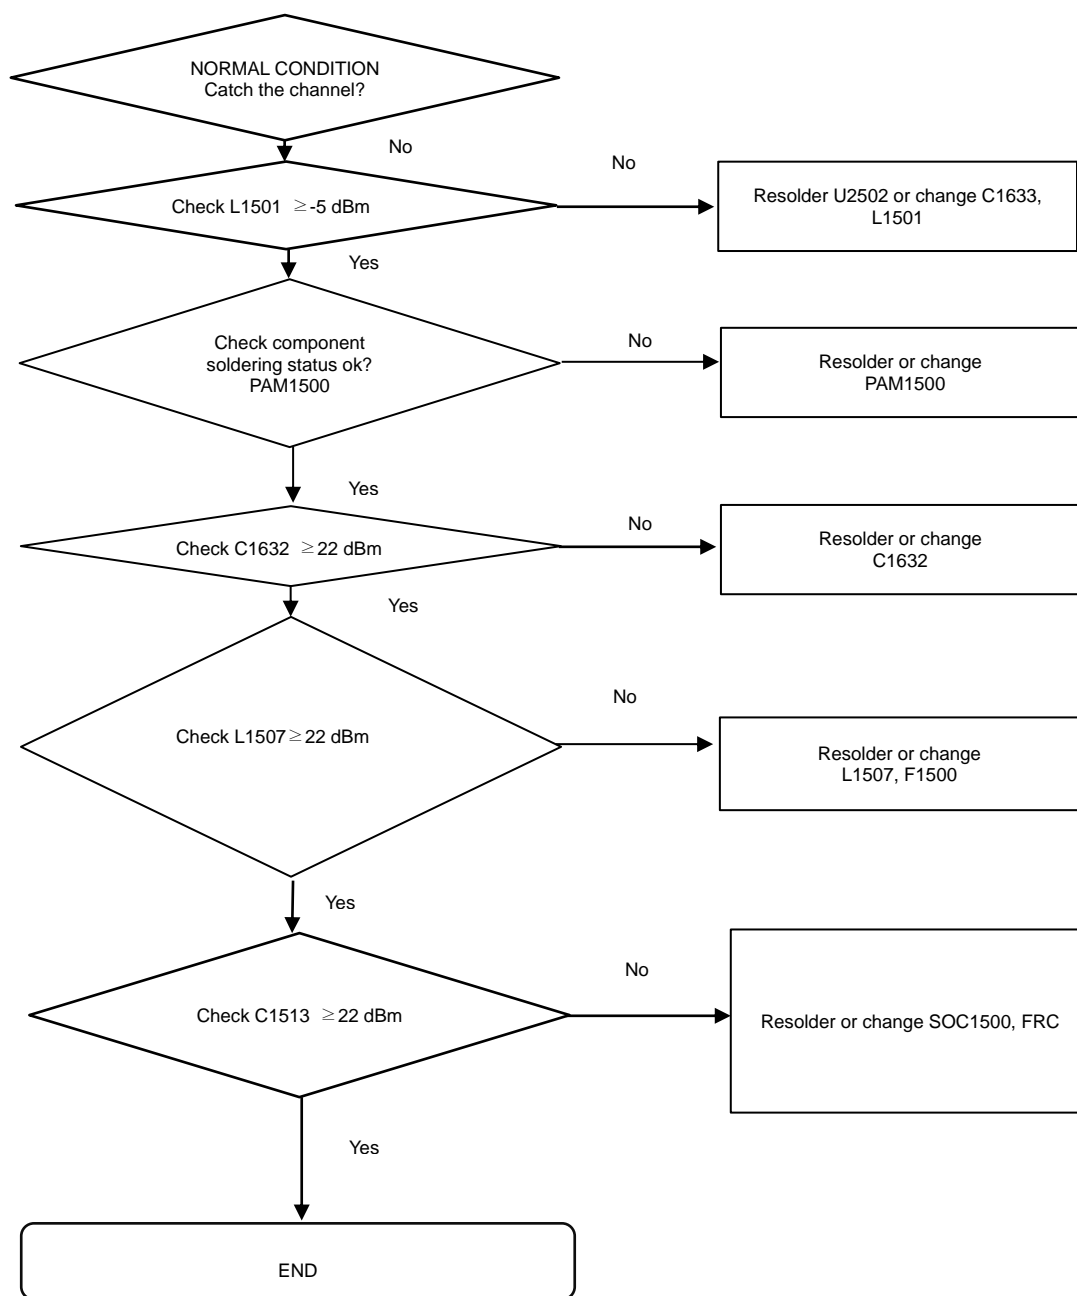 NORMAL CONDITION
Catch the channel?
No
Check L1501 ≥-5 dBm
No
Resolder U2502 or change C1633,
L1501
Yes
Check component
soldering status ok?
PAM1500
No
Resolder or change
PAM1500
Yes
Check C1632 ≥22 dBm
No
Resolder or change
C1632
Yes
Check L1507≥22 dBm
No
Resolder or change
L1507, F1500
Yes
Check C1513 ≥22 dBm
No
Resolder or change SOC1500, FRC
Yes
END